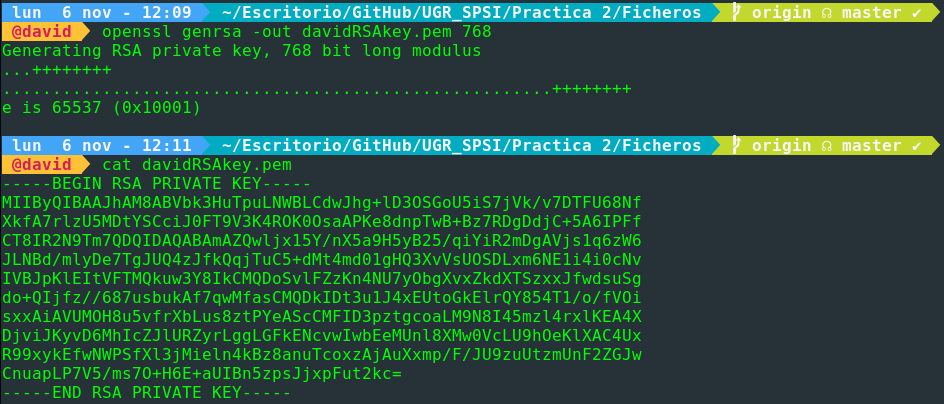 lun  6 nov - 12:09  ~/Escritorio/GitHub/UGR_SPSI/Practica 2/Ficheros  origin ☊ master ✔
@david  openssl genrsa -out davidRSAkey.pem 768
Generating RSA private key, 768 bit long modulus
...++++++++
.......................................................++++++++
e is 65537 (0x10001)
lun  6 nov - 12:11  ~/Escritorio/GitHub/UGR_SPSI/Practica 2/Ficheros  origin ☊ master ✔
@david  cat davidRSAkey.pem
-----BEGIN RSA PRIVATE KEY-----
MIIByQIBAAJhAM8ABVbk3HuTpuLNWBLCdwJhg+lD3OSGoU5iS7jVk/v7DTFU68Nf
XkfA7rlzU5MDtYSCciJ0FT9V3K4ROK0OsaAPKe8dnpTwB+Bz7RDgDdjC+5A6IPFf
CT8IR2N9Tm7QDQIDAQABAmAZQwljx15Y/nX5a9H5yB25/qiYiR2mDgAVjs1q6zW6
JLNBd/mlyDe7TgJUQ4zJfkQqjTuC5+dMt4md01gHQ3XvVsUOSDLxm6NE1i4i0cNv
IVBJpKlEItVFTMQkuw3Y8IkCMQDoSvlFZzKn4NU7yObgXvxZkdXTSzxxJfwdsuSg
do+QIjfz//687usbukAf7qwMfasCMQDkIDt3u1J4xEUtoGkElrQY854T1/o/fVOi
sxxAiAVUMOH8u5vfrXbLus8ztPYeAScCMFID3pztgcoaLM9N8I45mzl4rxlKEA4X
DjviJKyvD6MhIcZJlURZyrLggLGFkENcvwIwbEeMUnl8XMw0VcLU9hOeKlXAC4Ux
R99xykEfwNWPSfXl3jMieln4kBz8anuTcoxzAjAuXxmp/F/JU9zuUtzmUnF2ZGJw
CnuapLP7V5/ms7O+H6E+aUIBn5zpsJjxpFut2kc=
-----END RSA PRIVATE KEY-----